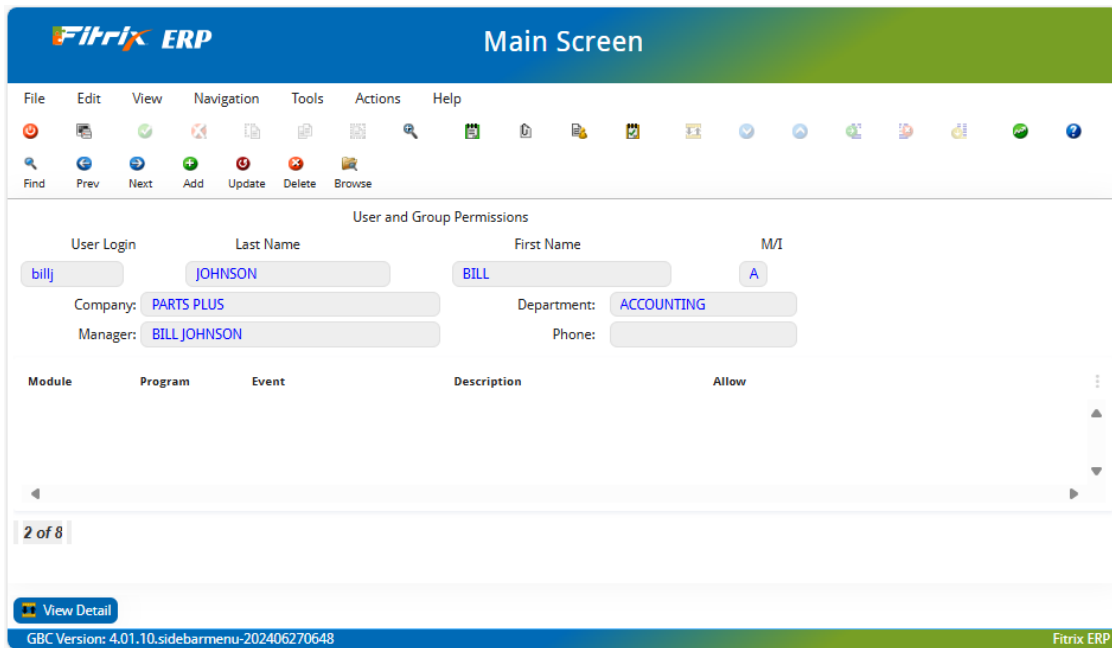 Fitrix ERP
Main Screen
File Edit View Navigation Tools Actions Help
Find Prev Next Add Update Delete Browse
User and Group Permissions
User Login Last Name First Name M/I
billj JOHNSON BILL A
Company: PARTS PLUS Department: ACCOUNTING
Manager: BILL JOHNSON Phone:
Module Program Event Description Allow
2 of 8
View Detail
GBC Version: 4.01.10.sidebarmenu-202406270648 Fitrix ERP